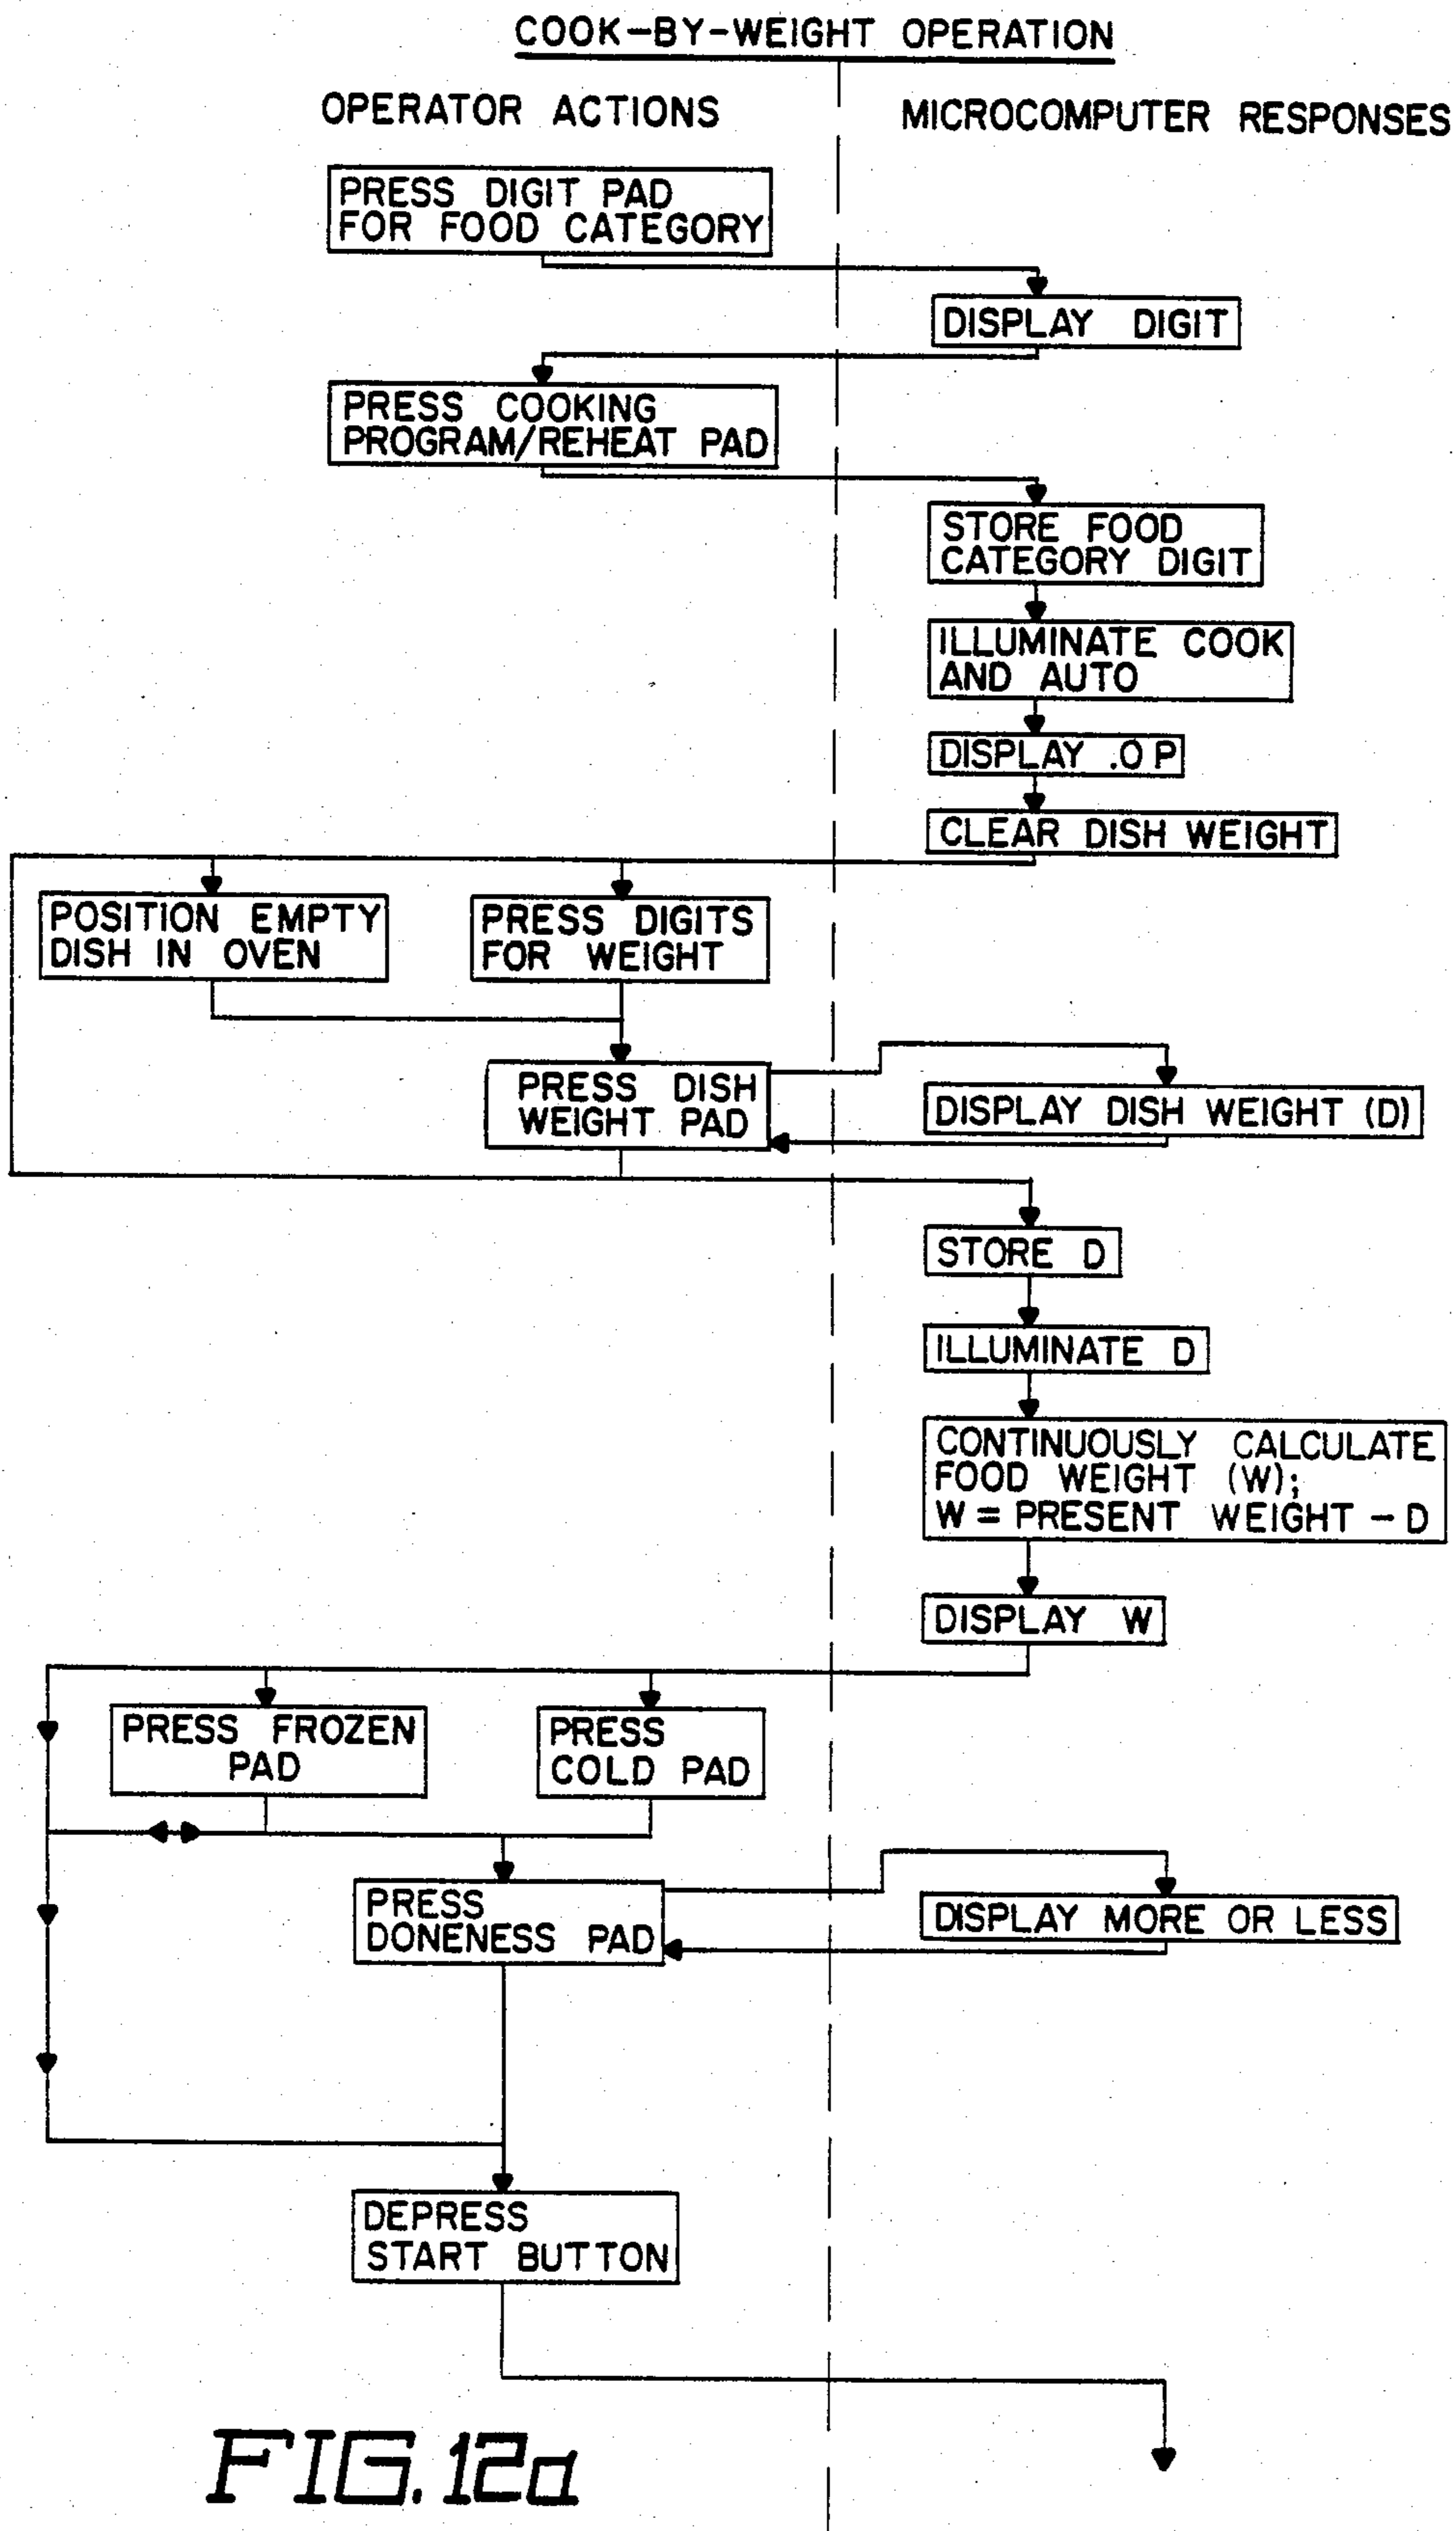 COOK-BY-WEIGHT OPERATION
OPERATOR ACTIONS
MICROCOMPUTER RESPONSES
PRESS DIGIT PAD
FOR FOOD CATEGORY
DISPLAY DIGIT
PRESS COOKING
PROGRAM/REHEAT PAD
STORE FOOD
CATEGORY DIGIT
ILLUMINATE COOK
AND AUTO
DISPLAY .0 P
CLEAR DISH WEIGHT
POSITION EMPTY
DISH IN OVEN
PRESS DIGITS
FOR WEIGHT
PRESS DISH
WEIGHT PAD
DISPLAY DISH WEIGHT (D)
STORE D
ILLUMINATE D
CONTINUOUSLY CALCULATE
FOOD WEIGHT (W);
W = PRESENT WEIGHT - D
DISPLAY W
PRESS FROZEN
PAD
PRESS
COLD PAD
PRESS
DONENESS PAD
DISPLAY MORE OR LESS
DEPRESS
START BUTTON
FIG. 12a